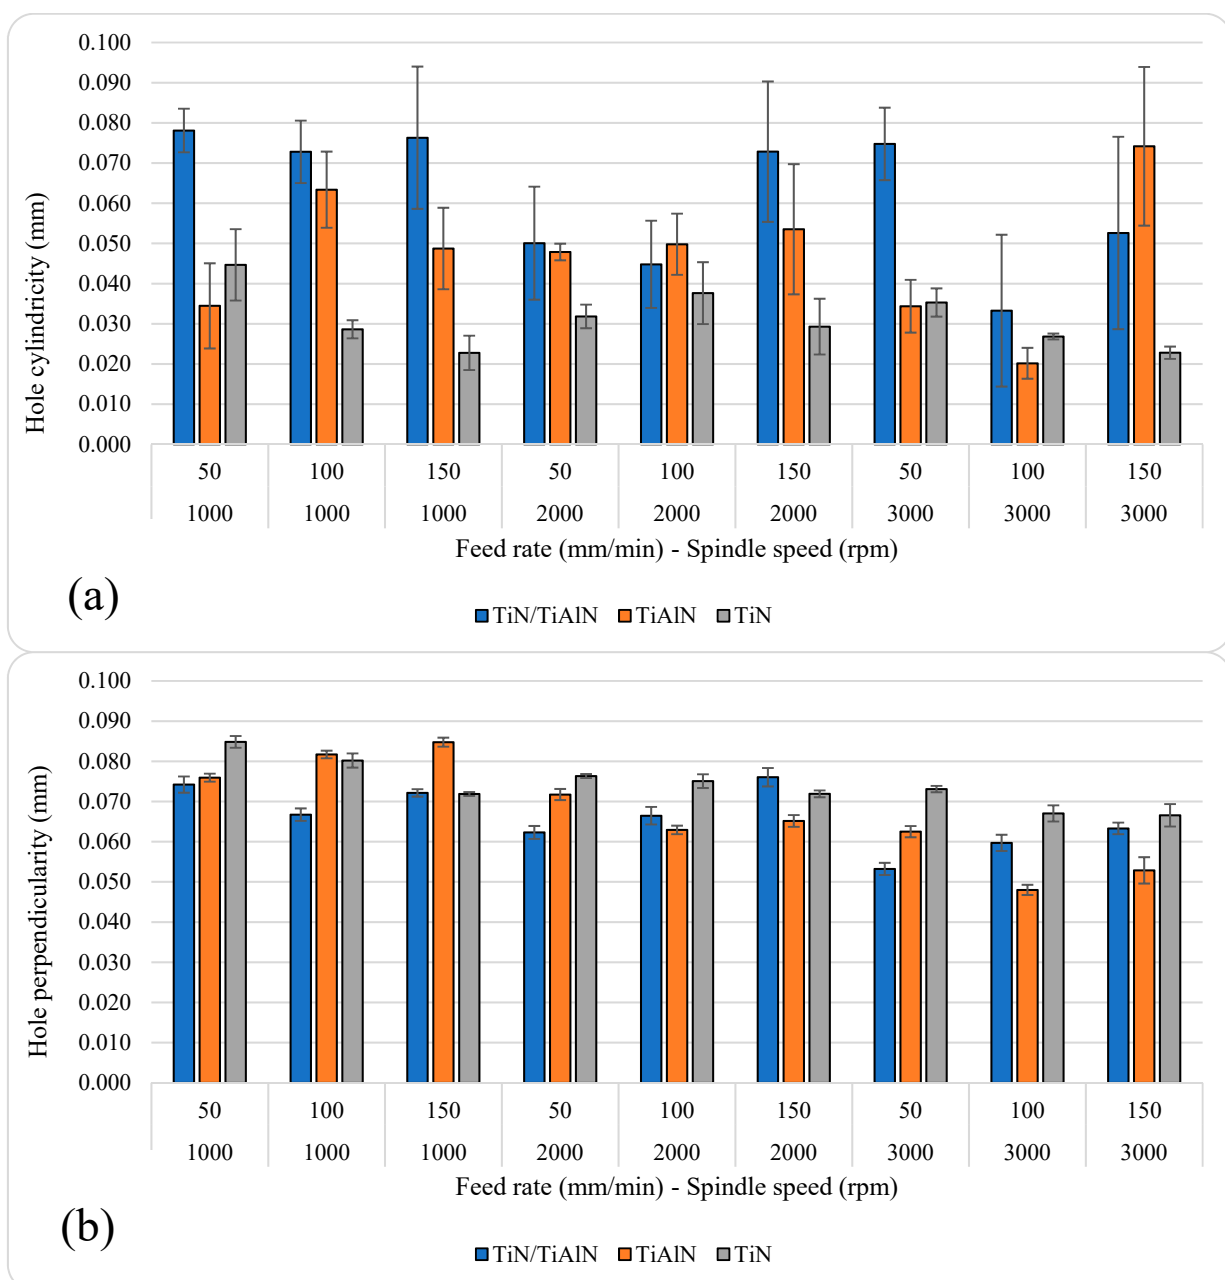 0.100
0.090
0.080
0.070
0.060
0.050
0.040
0.030
0.020
0.010
0.000
Hole cylindricity (mm)
50 100 150 50 100 150 50 100 150
1000 1000 1000 2000 2000 2000 3000 3000 3000
Feed rate (mm/min) - Spindle speed (rpm)
(a)
TiN/TiAlN TiAlN TiN
0.100
0.090
0.080
0.070
0.060
0.050
0.040
0.030
0.020
0.010
0.000
Hole perpendicularity (mm)
50 100 150 50 100 150 50 100 150
1000 1000 1000 2000 2000 2000 3000 3000 3000
Feed rate (mm/min) - Spindle speed (rpm)
(b)
TiN/TiAlN TiAlN TiN